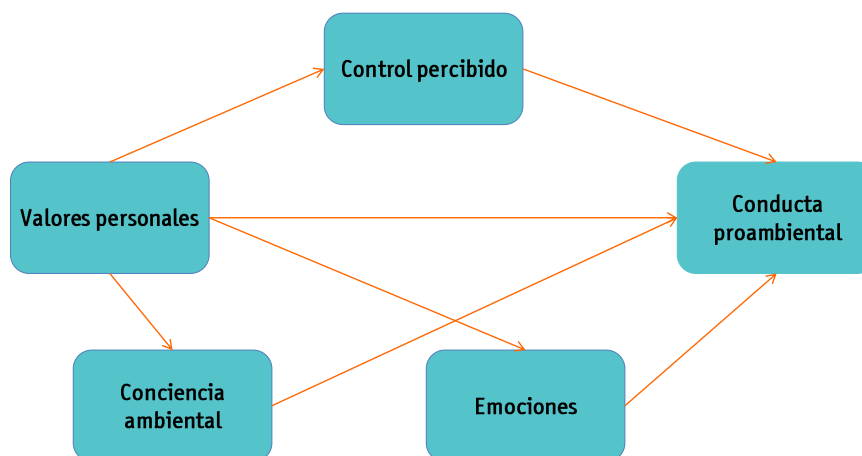 Control percibido
Valores personales
Conducta
proambiental
Conciencia
ambiental
Emociones